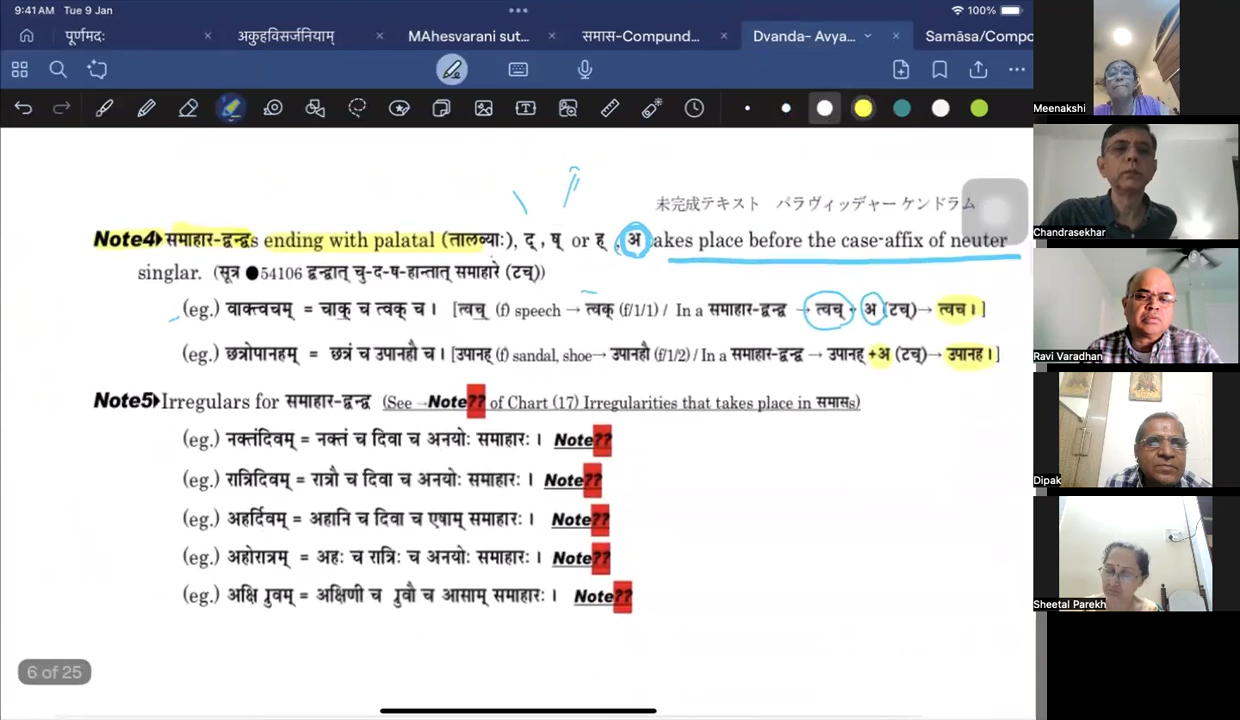 9:41 AM Tue 9 Jan
100%
पूर्णमदः
अकुहविसर्जनियाम्
MAhesvarani sut...
समास-Compound...
Dvanda- Avya...
Samāsa/Compo
未完成テキスト パラヴィッデャー ケンドラム
Note4 समाहार-द्वन्द्वs ending with palatal (तालव्याः), द् , ष् or ह् , अ takes place before the case-affix of neuter
singlar. (सूत्र ●54106 द्वन्द्वात् चु-द-ष-हान्तात् समाहारे (टच्))
(eg.) वाक्त्वचम् = चाकु च त्वक् च। [त्वच् (f) speech → त्वक् (f/1/1) / In a समाहार-द्वन्द्व → त्वच् + अ (टच्)→ त्वच। ]
(eg.) छत्रोपानहम् = छत्रं च उपानहौ च। [उपानह् (f) sandal, shoe→ उपानहौ (f/1/2) / In a समाहार-द्वन्द्व → उपानह् +अ (टच्)→ उपानह। ]
Note5 Irregulars for समाहार-द्वन्द्व (See →Note?? of Chart (17) Irregularities that takes place in समासs)
(eg.) नक्तंदिवम् = नक्तं च दिवा च अनयोः समाहारः । Note??
(eg.) रात्रिदिवम् = रात्रौ च दिवा च अनयोः समाहारः । Note??
(eg.) अहर्दिवम् = अहानि च दिवा च एषाम् समाहारः । Note??
(eg.) अहोरात्रम् = अहः च रात्रिः च अनयोः समाहारः । Note??
(eg.) अक्षि च = अक्षिणी च च आसाम् समाहारः । Note??
6 of 25
Meenakshi
Chandrasekhar
Ravi Varadhan
Dipak
Sheetal Parekh